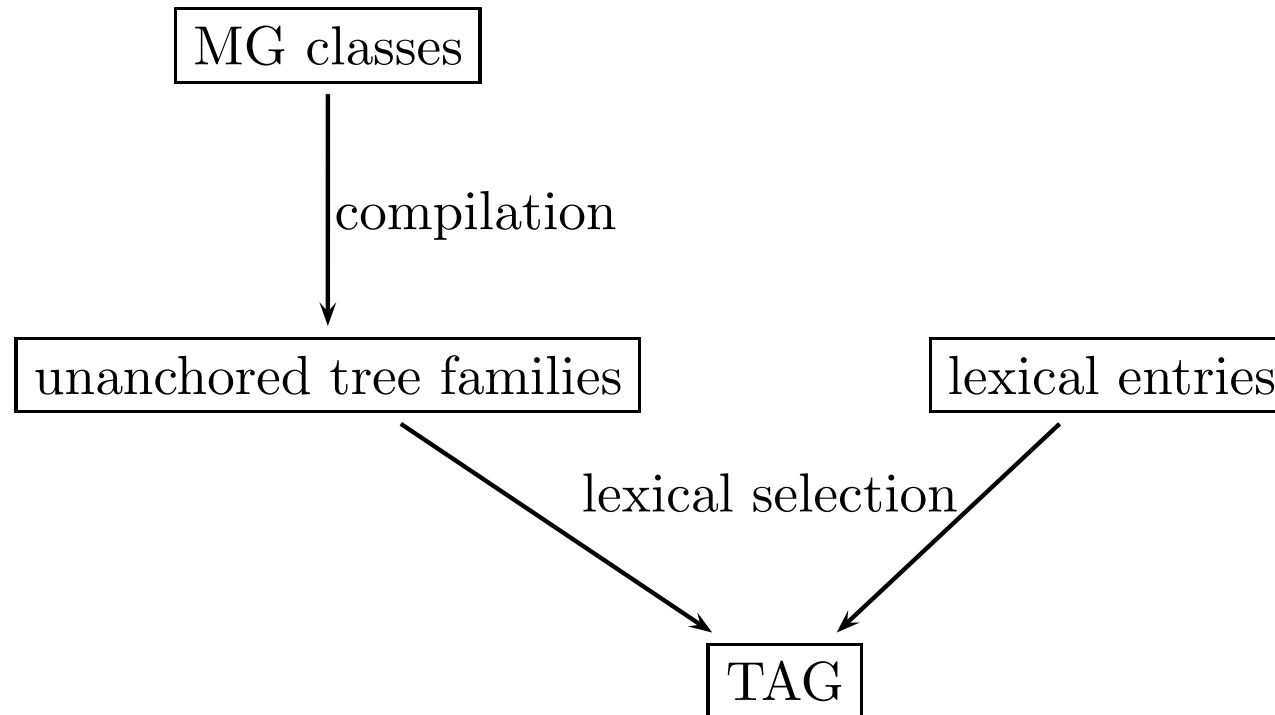 MG classes
compilation
unanchored tree families
lexical entries
lexical selection
TAG